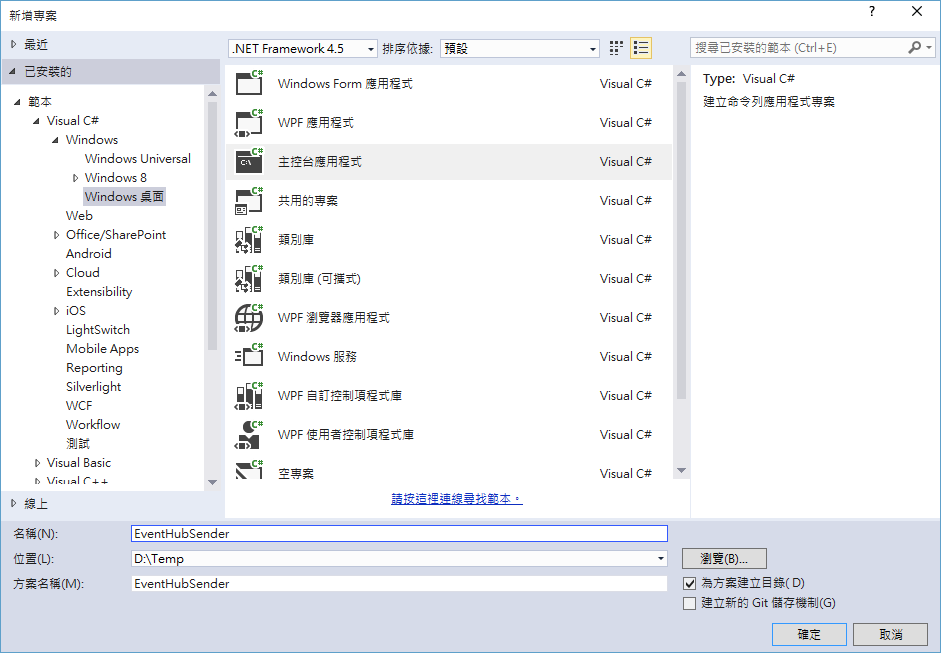 新增專案
?
最近
.NET Framework 4.5
排序依據:
預設
搜尋已安裝的範本 (Ctrl+E)
已安裝的
範本
Visual C#
Windows
Windows Universal
Windows 8
Windows 桌面
Web
Office/SharePoint
Android
Cloud
Extensibility
iOS
LightSwitch
Mobile Apps
Reporting
Silverlight
WCF
Workflow
測試
Visual Basic
Visual C++
線上
Windows Form 應用程式 Visual C#
WPF 應用程式 Visual C#
主控台應用程式 Visual C#
共用的專案 Visual C#
類別庫 Visual C#
類別庫 (可攜式) Visual C#
WPF 瀏覽器應用程式 Visual C#
Windows 服務 Visual C#
WPF 自訂控制項程式庫 Visual C#
WPF 使用者控制項程式庫 Visual C#
空專案 Visual C#
請按這裡連線尋找範本。
Type: Visual C#
建立命令列應用程式專案
名稱(N): EventHubSender
位置(L): D:\Temp
瀏覽(B)...
方案名稱(M): EventHubSender
為方案建立目錄( D)
建立新的 Git 儲存機制(G)
確定
取消